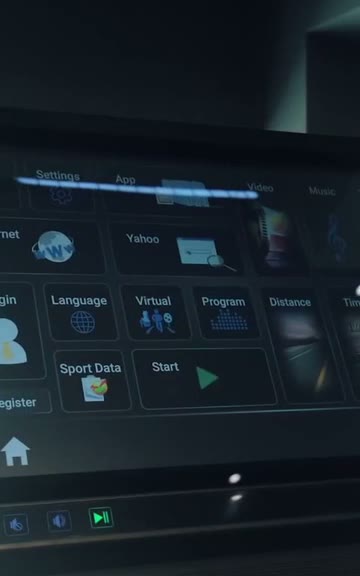 Settings
App
Video
Music
rnet
Yahoo
gin
Language
Virtual
Program
Distance
Tim
Sport Data
Start
egister